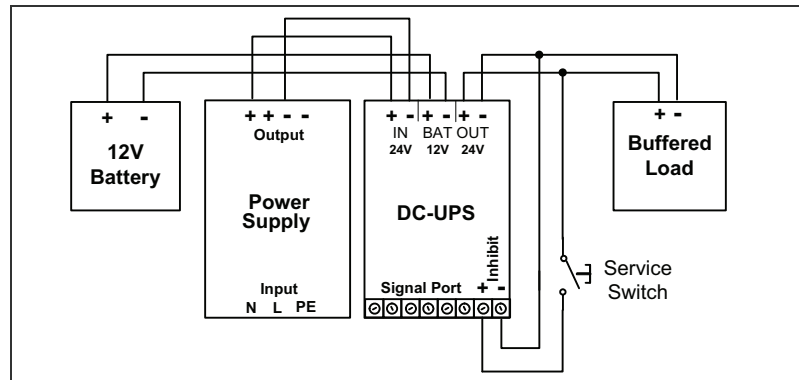 + -
12V
Battery
+ + - -
Output
Power
Supply
Input
N L PE
+ - + - + -
IN BAT OUT
24V 12V 24V
DC-UPS
Inhibit
Signal Port + -
+ -
Buffered
Load
Service
Switch